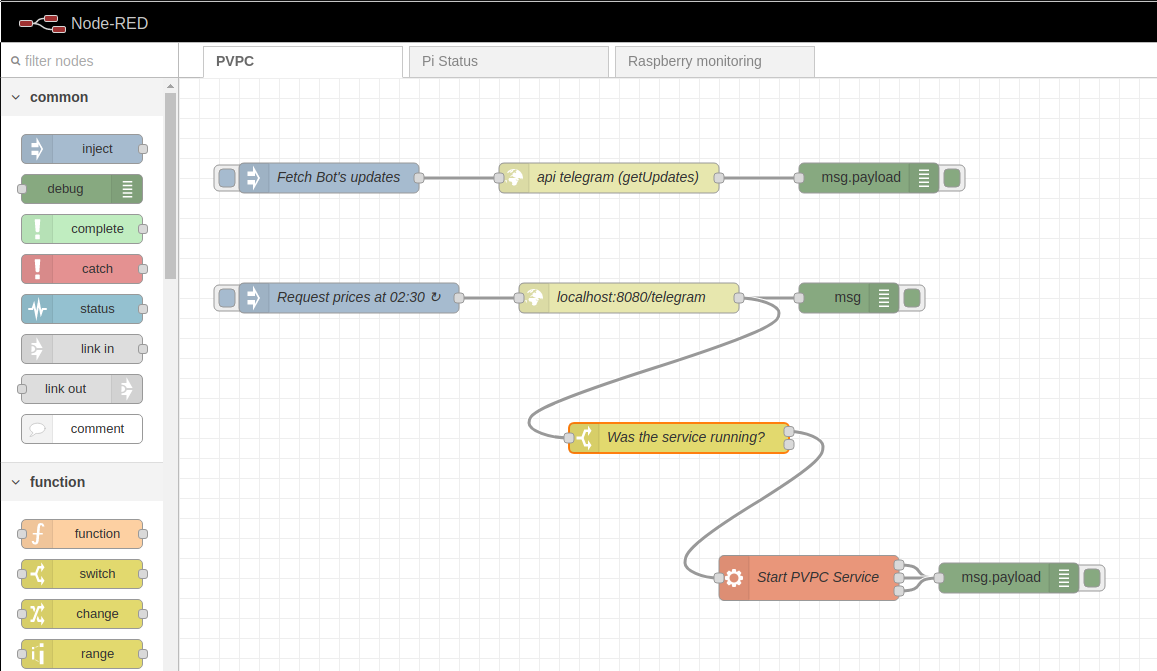 Node-RED
filter nodes
PVPC
Pi Status
Raspberry monitoring
common
inject
debug
complete
catch
status
link in
link out
comment
function
function
switch
change
range
Fetch Bot's updates
api telegram (getUpdates)
msg.payload
Request prices at 02:30 ↻
localhost:8080/telegram
msg
Was the service running?
Start PVPC Service
msg.payload